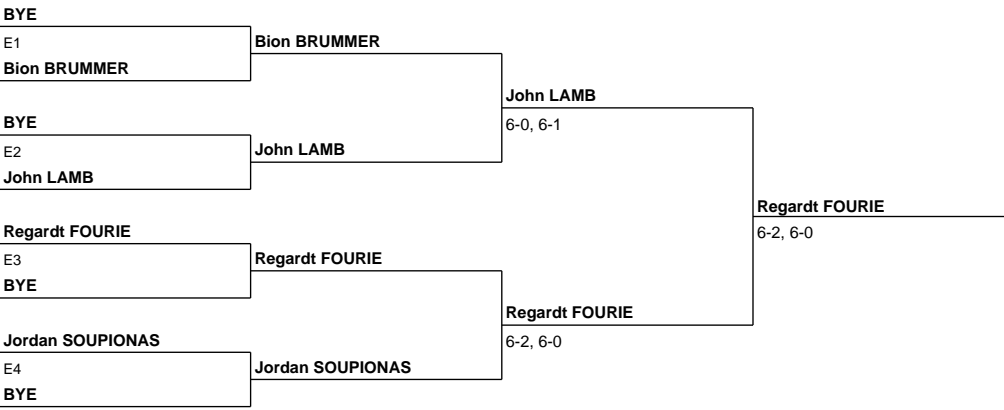 BYE
E1
Bion BRUMMER
BYE
E2
John LAMB
Regardt FOURIE
E3
BYE
Jordan SOUPIONAS
E4
BYE
Bion BRUMMER
John LAMB
Regardt FOURIE
Jordan SOUPIONAS
John LAMB
6-0, 6-1
Regardt FOURIE
6-2, 6-0
Regardt FOURIE
6-2, 6-0